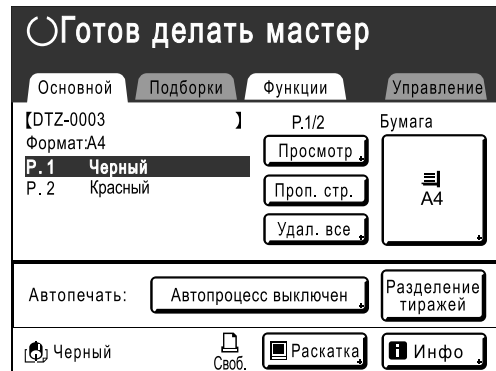 Готов делать мастер
Основной Подборки Функции Управление
【DTZ-0003 】 P.1/2 Бумага
Формат:A4
Просмотр
P. 1 Черный
P. 2 Красный
Проп. стр.
A4
Удал. все
Автопечать: Автопроцесс выключен Разделение тиражей
Черный Своб. Раскатка Инфо